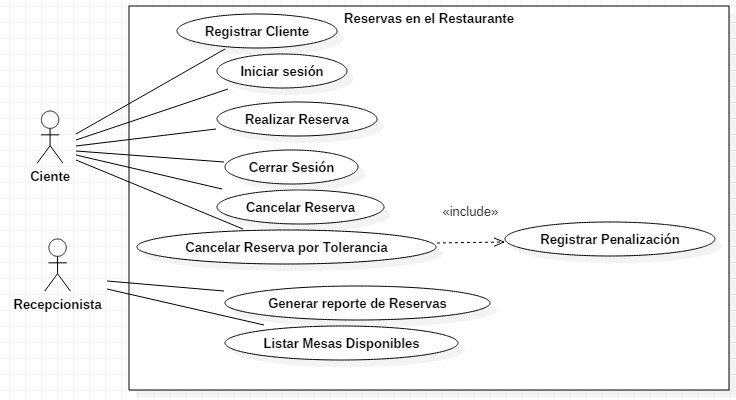 Reservas en el Restaurante
Registrar Cliente
Iniciar sesión
Realizar Reserva
Ciente
Cerrar Sesión
Cancelar Reserva
«include»
Cancelar Reserva por Tolerancia
Registrar Penalización
Recepcionista
Generar reporte de Reservas
Listar Mesas Disponibles